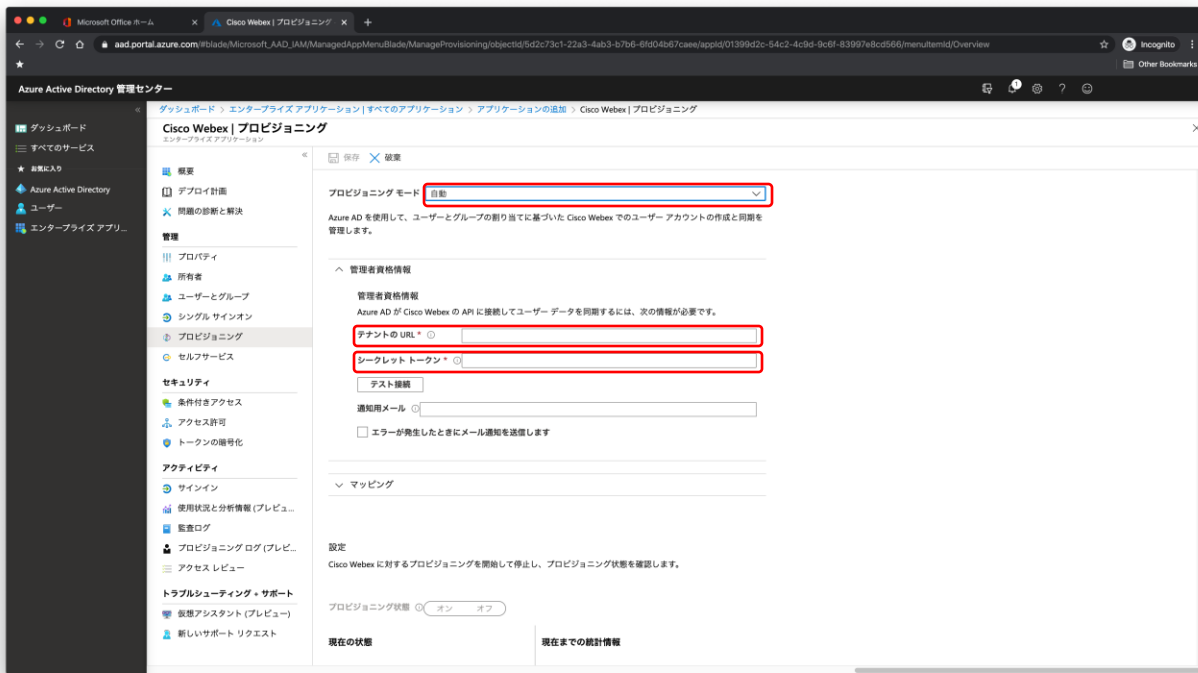 Microsoft Office ホーム
Cisco Webex | プロビジョニング
aad.portal.azure.com/#blade/Microsoft_AAD_IAM/ManagedAppMenuBlade/ManageProvisioning/objectId/5d2c73c1-22a3-4ab3-b7b6-6fd04b67caee/appId/01399d2c-54c2-4c9d-9c6f-83997e8cd566/menuItemId/Overview
Incognito
Other Bookmarks
Azure Active Directory 管理センター
1
ダッシュボード > エンタープライズ アプリケーション | すべてのアプリケーション > アプリケーションの追加 > Cisco Webex | プロビジョニング
Cisco Webex | プロビジョニング
エンタープライズ アプリケーション
ダッシュボード
すべてのサービス
お気に入り
Azure Active Directory
ユーザー
エンタープライズ アプリ...
概要
デプロイ計画
問題の診断と解決
管理
プロパティ
所有者
ユーザーとグループ
シングル サインオン
プロビジョニング
セルフサービス
セキュリティ
条件付きアクセス
アクセス許可
トークンの暗号化
アクティビティ
サインイン
使用状況と分析情報 (プレビュ...
監査ログ
プロビジョニング ログ (プレビ...
アクセス レビュー
トラブルシューティング + サポート
仮想アシスタント (プレビュー)
新しいサポート リクエスト
保存 破棄
プロビジョニング モード 自動
Azure AD を使用して、ユーザーとグループの割り当てに基づいた Cisco Webex でのユーザー アカウントの作成と同期を
管理します。
管理者資格情報
管理者資格情報
Azure AD が Cisco Webex の API に接続してユーザー データを同期するには、次の情報が必要です。
テナントの URL *
シークレット トークン *
テスト接続
通知用メール
エラーが発生したときにメール通知を送信します
マッピング
設定
Cisco Webex に対するプロビジョニングを開始して停止し、プロビジョニング状態を確認します。
プロビジョニング状態 オン オフ
現在の状態
現在までの統計情報